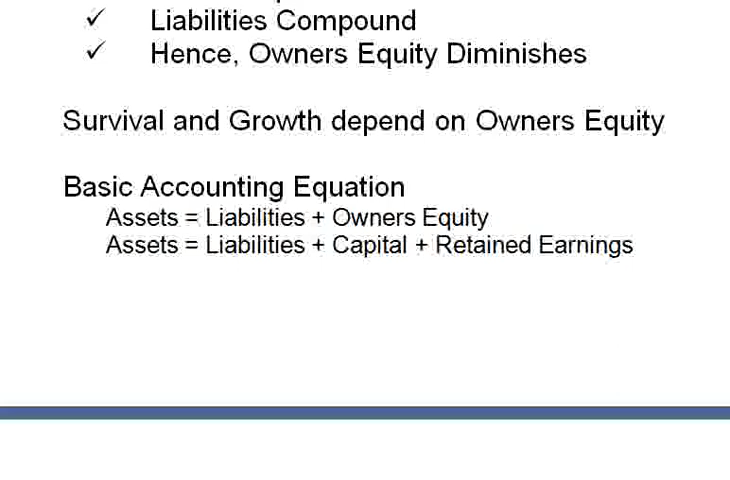 ✓ Liabilities Compound
✓ Hence, Owners Equity Diminishes
Survival and Growth depend on Owners Equity
Basic Accounting Equation
Assets = Liabilities + Owners Equity
Assets = Liabilities + Capital + Retained Earnings